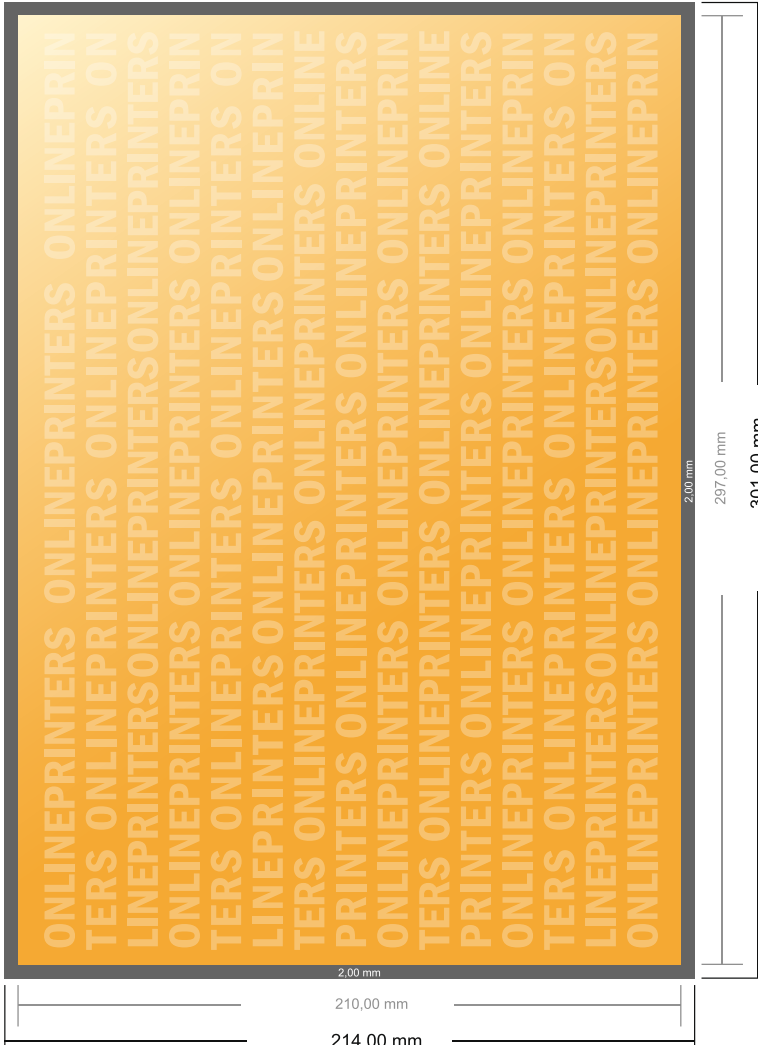 ONLINEPRINTERS ONLINEPRINTERS ONLINEPRIN
TERS ONLINEPRINTERS ONLINEPRINTERS ON
LINEPRINTERSONLINEPRINTERSONLINEPRINTERS
ONLINEPRINTERS ONLINEPRINTERS ONLINEPRIN
TERS ONLINEPRINTERS ONLINEPRINTERS ON
LINEPRINTERS ONLINEPRINTERS ONLINEPRIN
TERS ONLINEPRINTERS ONLINEPRINTERS ONLINE
PRINTERS ONLINEPRINTERS ONLINEPRINTERS
ONLINEPRINTERS ONLINEPRINTERS ONLINEPRIN
TERS ONLINEPRINTERS ONLINEPRINTERS ONLINE
PRINTERS ONLINEPRINTERS ONLINEPRINTERS
ONLINEPRINTERS ONLINEPRINTERS ONLINEPRIN
TERS ONLINEPRINTERS ONLINEPRINTERS ON
LINEPRINTERSONLINEPRINTERSONLINEPRINTERS
ONLINEPRINTERS ONLINEPRINTERS ONLINEPRIN
2,00 mm
297,00 mm
301,00 mm
2,00 mm
210,00 mm
214,00 mm